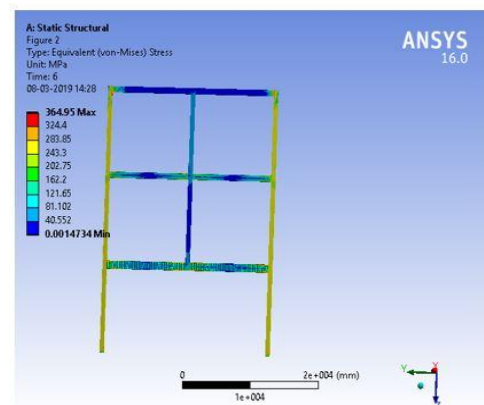 A: Static Structural
Figure 2
Type: Equivalent (von-Mises) Stress
Unit: MPa
Time: 6
08-03-2019 14:28
364.95 Max
324.4
283.85
243.3
202.75
162.2
121.65
81.102
40.552
0.0014734 Min
ANSYS
16.0
0
2e+004 (mm)
1e+004
Y
X